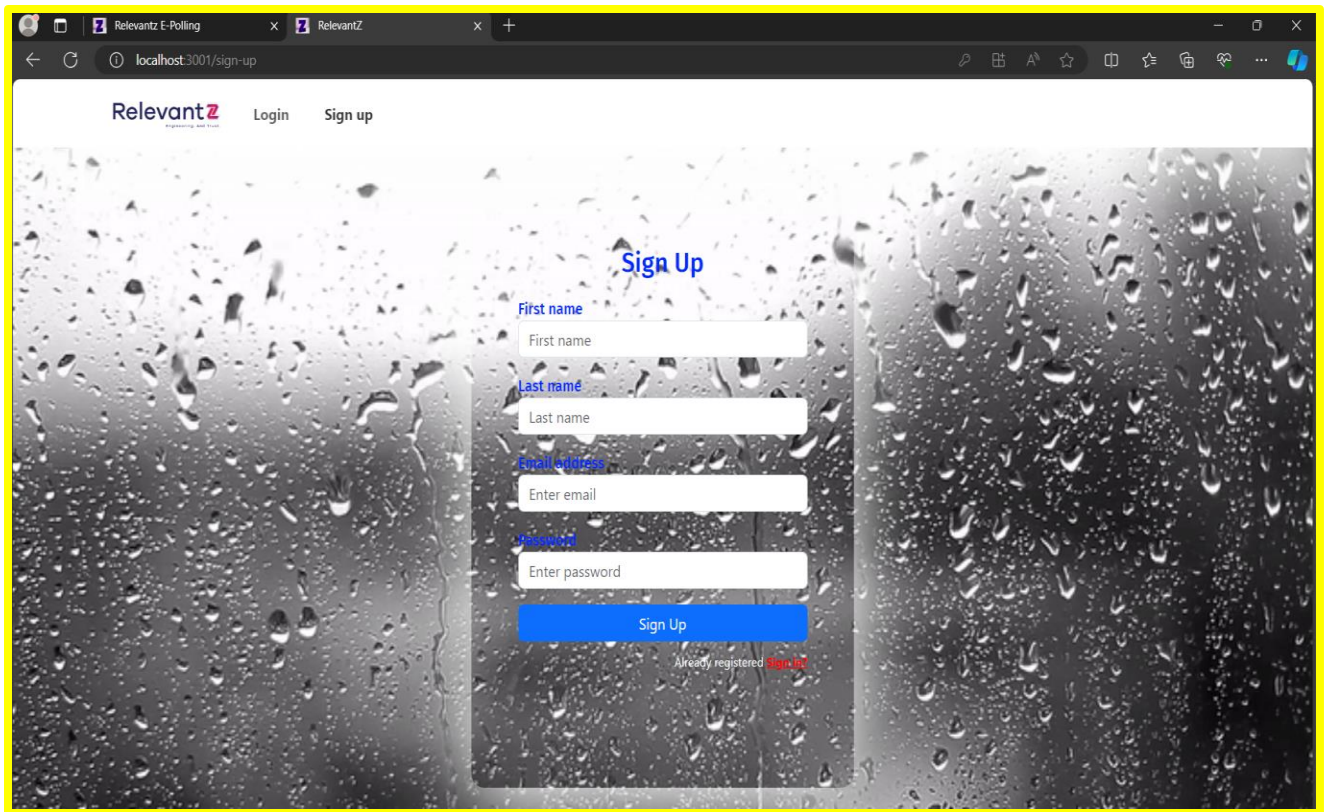 Relevantz E-Polling
RelevantZ
localhost:3001/sign-up
RelevantZ
Login
Sign up
Sign Up
First name
First name
Last name
Last name
Email address
Enter email
Password
Enter password
Sign Up
Already registered Sign In?